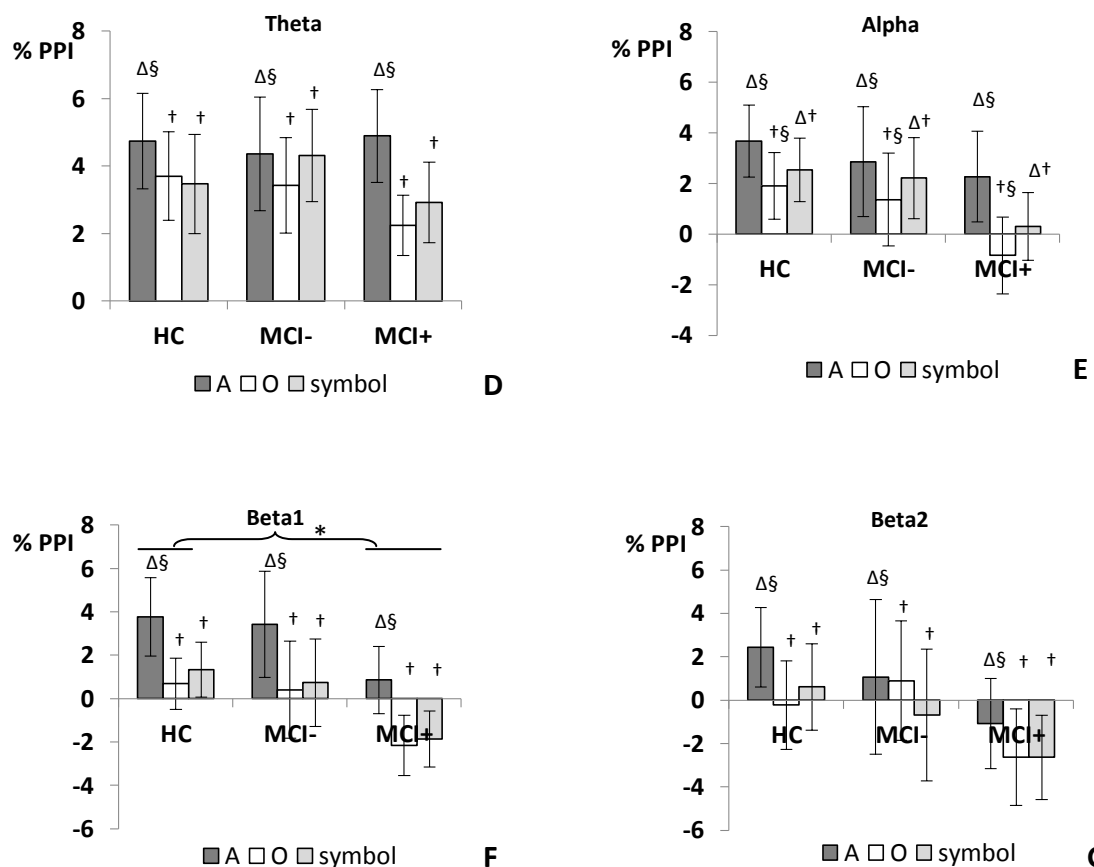 Theta
% PPI
8
6
4
2
0
Δ§ † † Δ§ † † Δ§ † †
HC MCI- MCI+
A O symbol
D
Alpha
% PPI
8
6
4
2
0
-2
-4
Δ§ †§ Δ† Δ§ †§ Δ† Δ§ †§ Δ†
HC MCI- MCI+
A O symbol
E
Beta1
*
% PPI
8
6
4
2
0
-2
-4
-6
Δ§ † † Δ§ † † Δ§ † †
HC MCI- MCI+
A O symbol
F
Beta2
% PPI
8
6
4
2
0
-2
-4
-6
Δ§ † † Δ§ † † Δ§ † †
HC MCI- MCI+
A O symbol